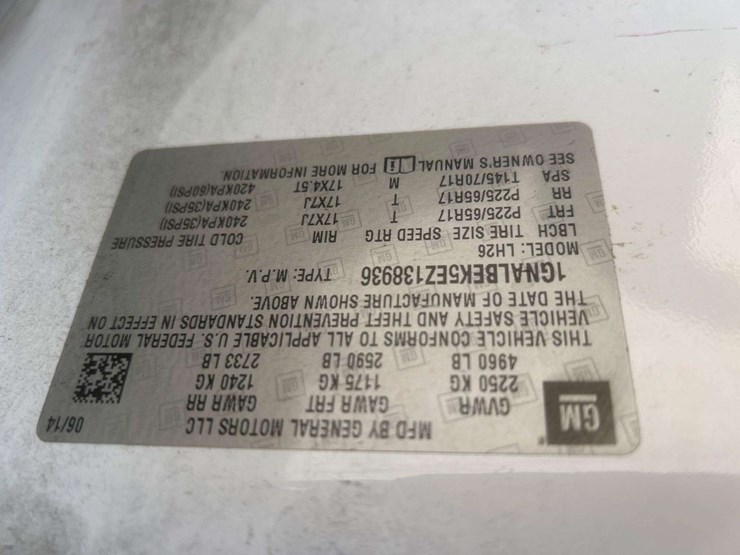 MFD BY GENERAL MOTORS LLC 06/14
GM
GVWR GAWR FRT GAWR RR
2250 KG 1175 KG 1240 KG
4960 LB 2590 LB 2733 LB
THIS VEHICLE CONFORMS TO ALL APPLICABLE U.S. FEDERAL MOTOR
VEHICLE SAFETY AND THEFT PREVENTION STANDARDS IN EFFECT ON
THE DATE OF MANUFACTURE SHOWN ABOVE.
1GNALBEK5EZ138936 TYPE: M.P.V.
MODEL: LH26
LBCH TIRE SIZE SPEED RTG RIM COLD TIRE PRESSURE
FRT P225/65R17 T 17X7J 240KPA(35PSI)
RR P225/65R17 T 17X7J 240KPA(35PSI)
SPA T145/70R17 M 17X4.5T 420KPA(60PSI)
SEE OWNER'S MANUAL FOR MORE INFORMATION.